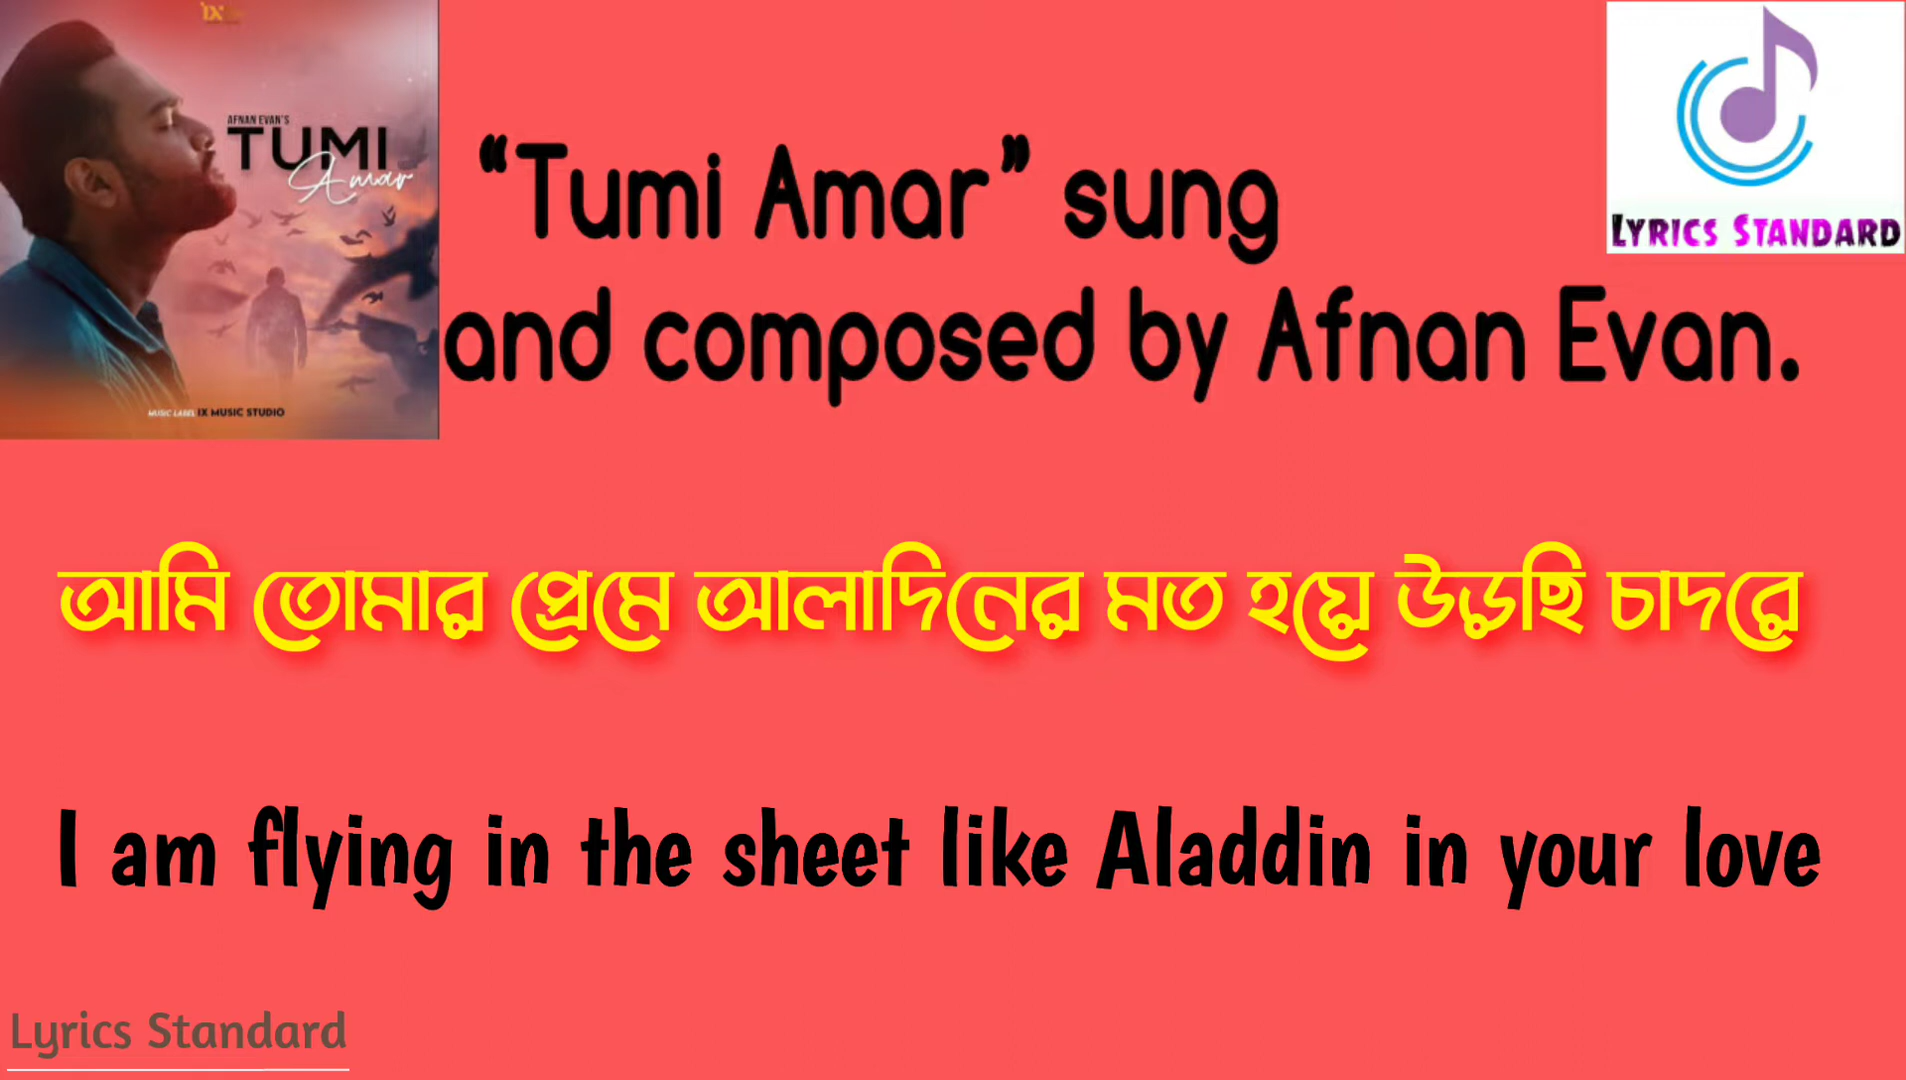 IX
AFNAN EVAN'S
TUMI
Amar
MUSIC LABEL IX MUSIC STUDIO
“Tumi Amar” sung
and composed by Afnan Evan.
LYRICS STANDARD
আমি তোমার প্রেমে আলাদিনের মত হয়ে উড়ছি চাদরে
I am flying in the sheet like Aladdin in your love
Lyrics Standard